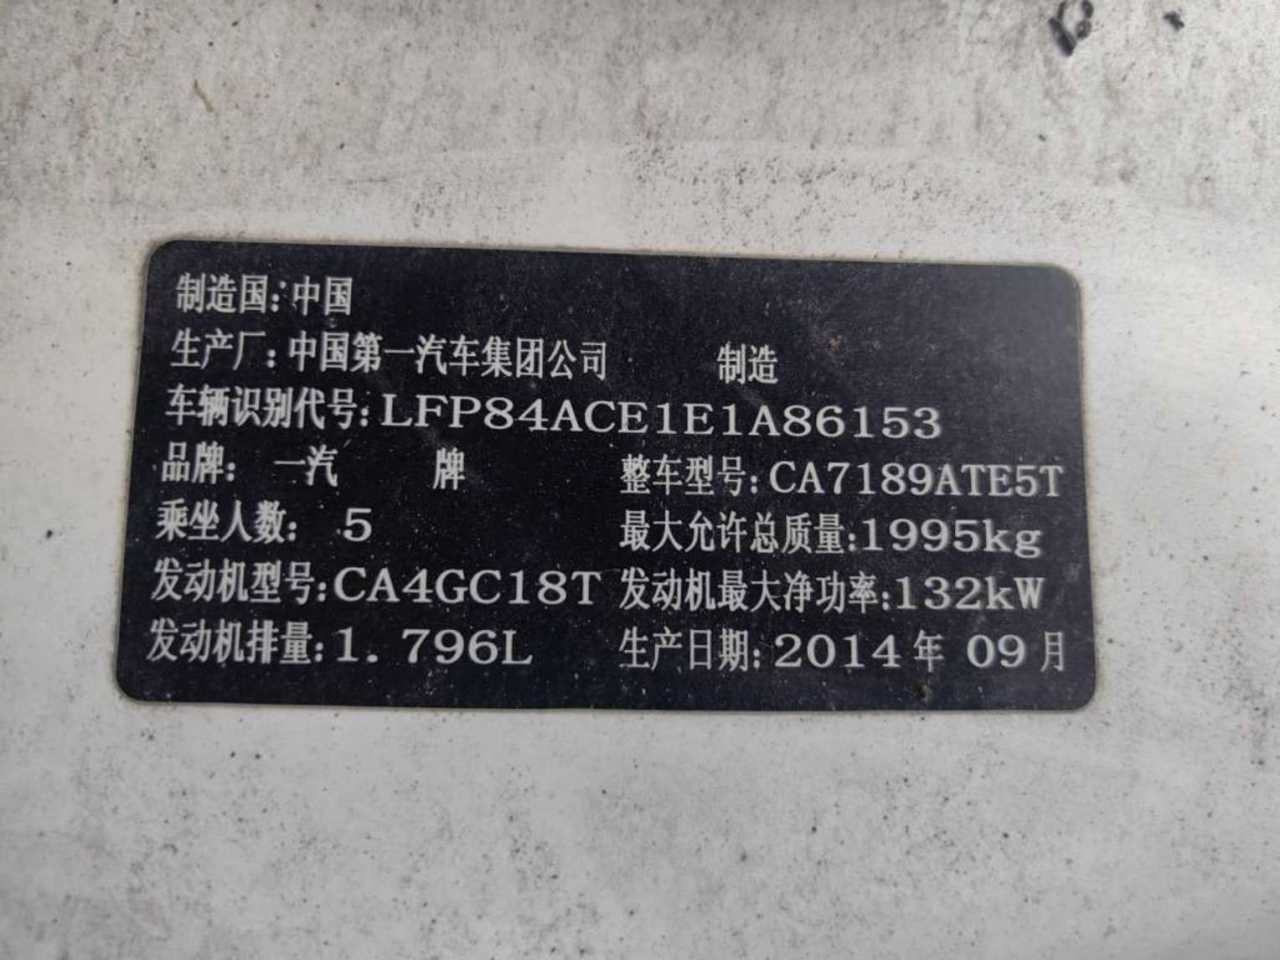 制造国:中国
生产厂:中国第一汽车集团公司 制造
车辆识别代号:LFP84ACE1E1A86153
品牌: 一汽 牌 整车型号:CA7189ATE5T
乘坐人数: 5 最大允许总质量:1995kg
发动机型号:CA4GC18T 发动机最大净功率:132kW
发动机排量:1. 796L 生产日期:2014年 09月